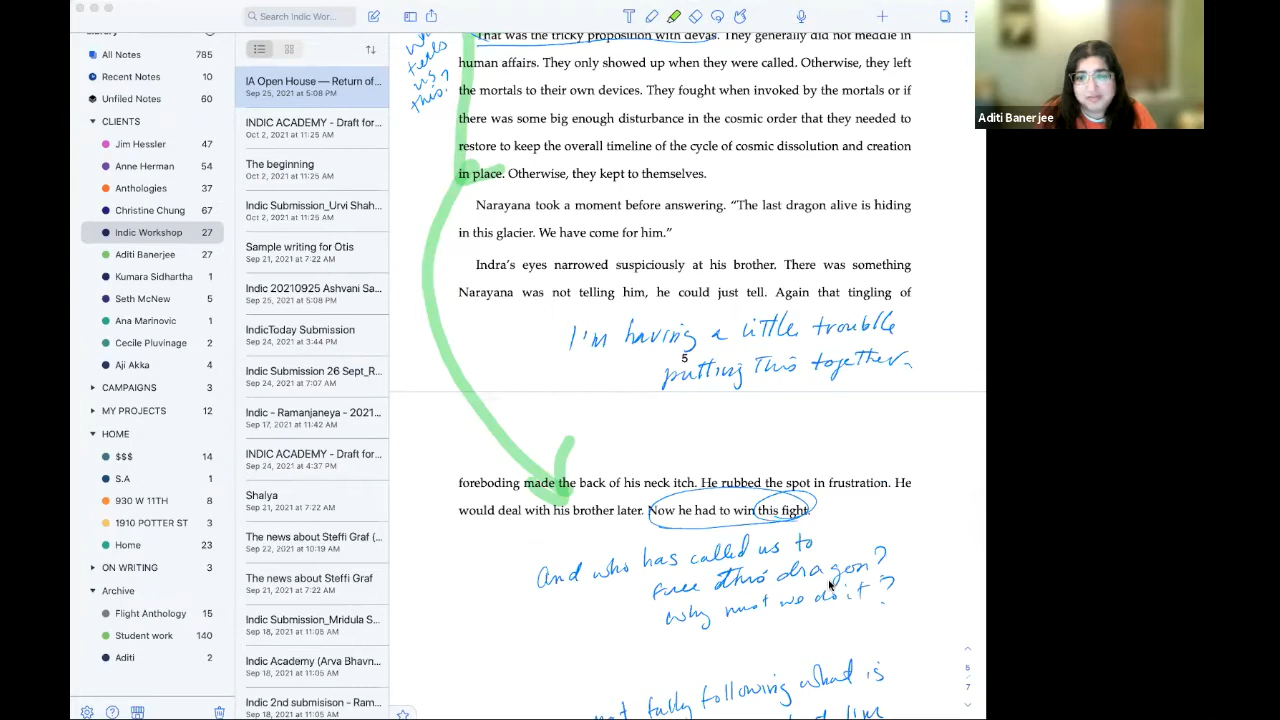 Search Indic Wor...
Library
All Notes 785
Recent Notes 10
Unfiled Notes 60
CLIENTS
Jim Hessler 47
Anne Herman 54
Anthologies 37
Christine Chung 67
Indic Workshop 27
Aditi Banerjee 27
Kumara Sidhartha 1
Seth McNew 5
Ana Marinovic 1
Cecile Pluvinage 2
Aji Akka 4
CAMPAIGNS
MY PROJECTS 12
HOME
$$$ 14
S.A 1
930 W 11TH 8
1910 POTTER ST 3
Home 23
ON WRITING
Archive
Flight Anthology 15
Student work 140
Aditi 2
IA Open House — Return of...
Sep 25, 2021 at 5:08 PM
INDIC ACADEMY - Draft for...
Oct 2, 2021 at 11:25 AM
The beginning
Oct 2, 2021 at 11:25 AM
Indic Submission_Urvi Shah...
Oct 2, 2021 at 11:25 AM
Sample writing for Otis
Sep 21, 2021 at 7:22 AM
Indic 20210925 Ashvani Sa...
Sep 25, 2021 at 5:08 PM
IndicToday Submission
Sep 24, 2021 at 3:44 PM
Indic Submission 26 Sept_R...
Sep 24, 2021 at 7:07 AM
Indic - Ramanjaneya - 2021...
Sep 17, 2021 at 11:42 AM
INDIC ACADEMY - Draft for...
Sep 24, 2021 at 4:37 PM
Shalya
Sep 21, 2021 at 7:22 AM
The news about Steffi Graf (...
Sep 22, 2021 at 10:19 AM
The news about Steffi Graf
Sep 21, 2021 at 7:22 AM
Indic Submission_Mridula S...
Sep 18, 2021 at 11:05 AM
Indic Academy (Arva Bhavn...
Sep 18, 2021 at 11:05 AM
Indic 2nd submisison - Ram...
Sep 18, 2021 at 11:05 AM
us
this?
That was the tricky proposition with devas. They generally did not meddle in
human affairs. They only showed up when they were called. Otherwise, they left
the mortals to their own devices. They fought when invoked by the mortals or if
there was some big enough disturbance in the cosmic order that they needed to
restore to keep the overall timeline of the cycle of cosmic dissolution and creation
in place. Otherwise, they kept to themselves.
Narayana took a moment before answering. “The last dragon alive is hiding
in this glacier. We have come for him.”
Indra’s eyes narrowed suspiciously at his brother. There was something
Narayana was not telling him, he could just tell. Again that tingling of
I'm having a little trouble
5
putting this together.
foreboding made the back of his neck itch. He rubbed the spot in frustration. He
would deal with his brother later. Now he had to win this fight.
And who has called us to
free this dragon?
why must we do it?
not fully following what is
5
7
Aditi Banerjee